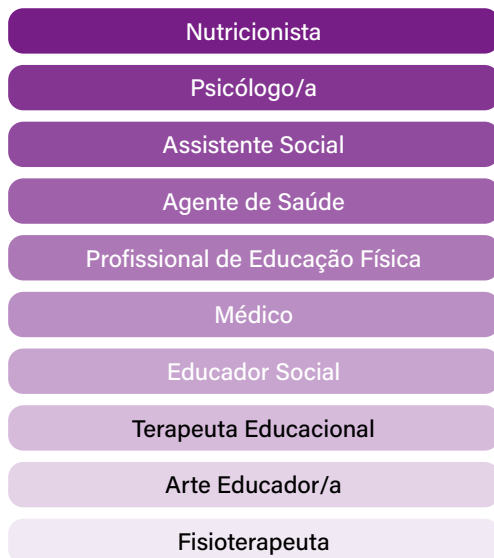 Nutricionista
Psicólogo/a
Assistente Social
Agente de Saúde
Profissional de Educação Física
Médico
Educador Social
Terapeuta Educacional
Arte Educador/a
Fisioterapeuta